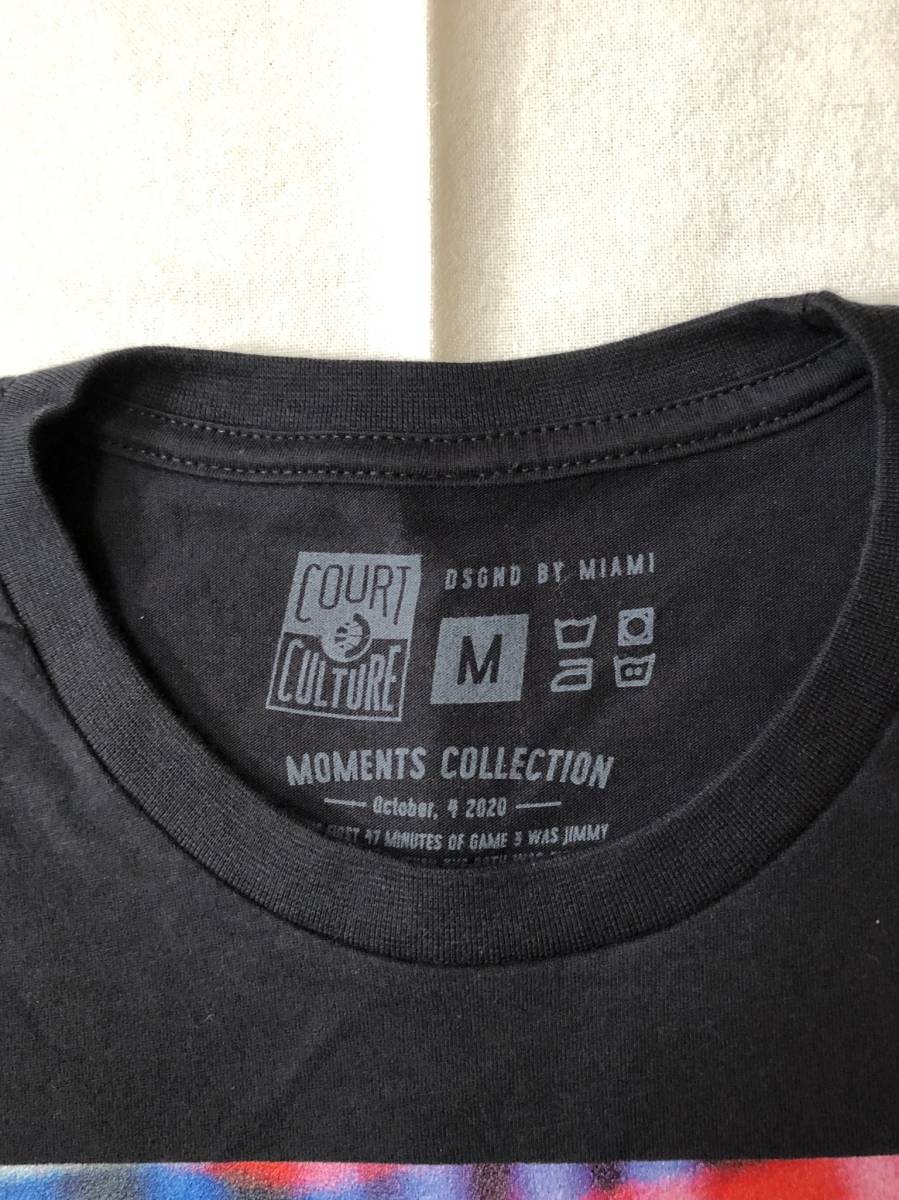 COURT
CULTURE
DSGND BY MIAMI
M
MOMENTS COLLECTION
October, 4 2020
FIRST 47 MINUTES OF GAME 3 WAS JIMMY